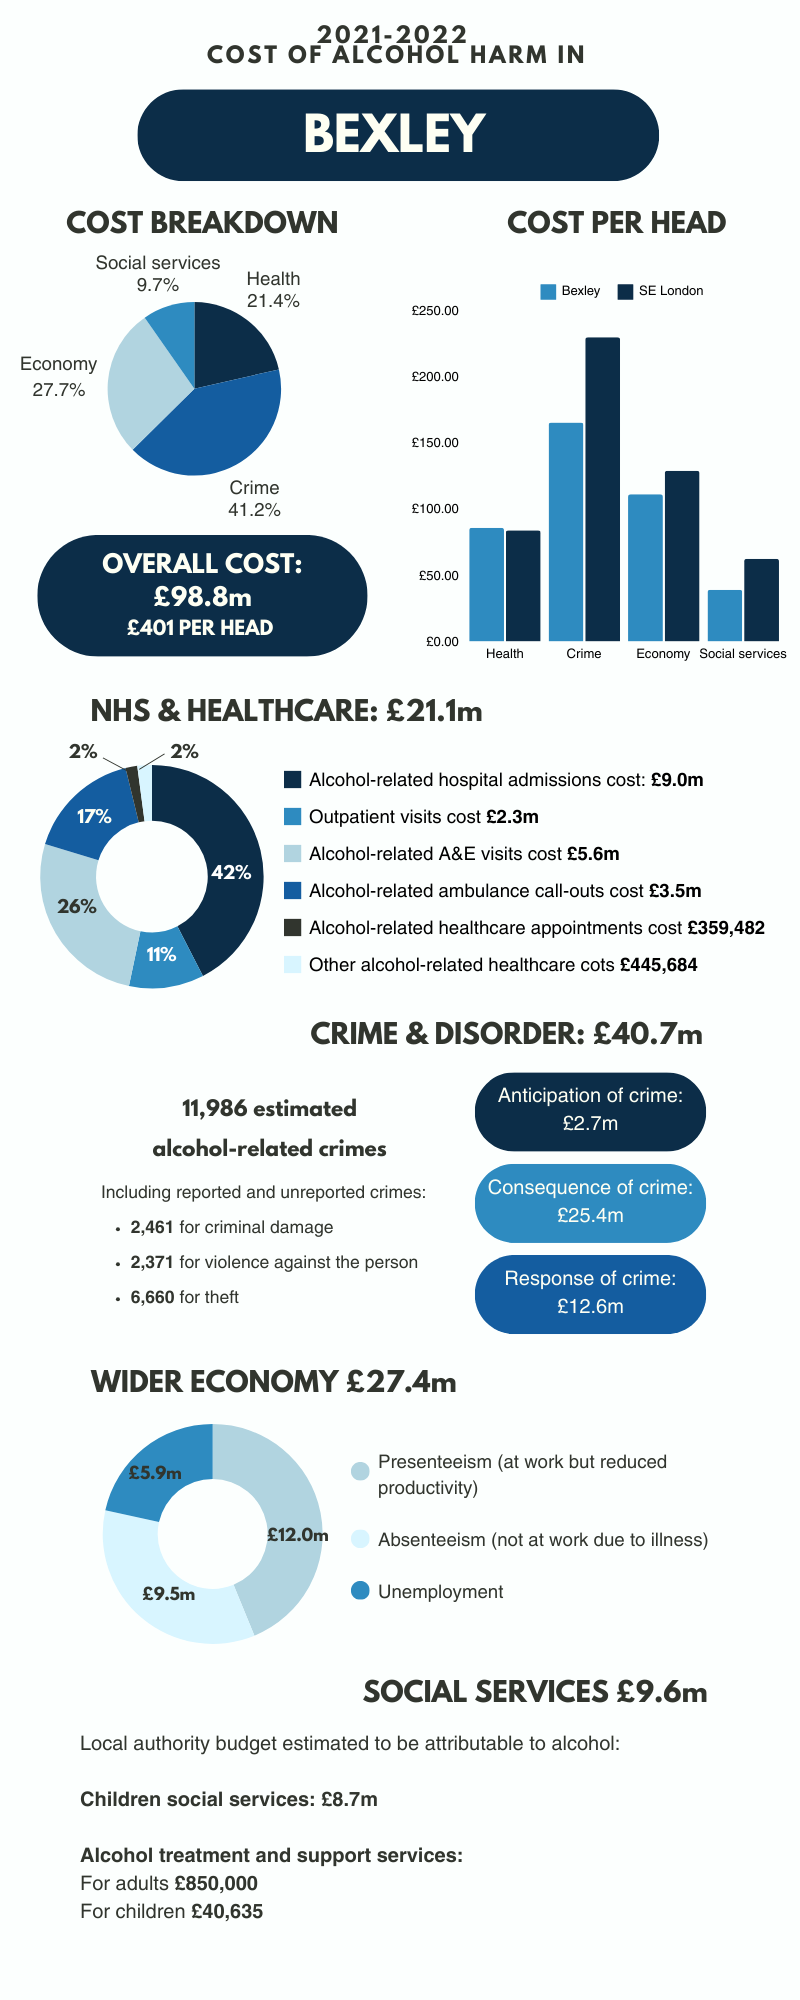 2021-2022
COST OF ALCOHOL HARM IN
BEXLEY
COST BREAKDOWN
Social services
9.7%
Health
21.4%
Economy
27.7%
Crime
41.2%
OVERALL COST:
£98.8m
£401 PER HEAD
COST PER HEAD
Bexley
SE London
£250.00
£200.00
£150.00
£100.00
£50.00
£0.00
Health
Crime
Economy
Social services
NHS & HEALTHCARE: £21.1m
2%
2%
17%
42%
26%
11%
Alcohol-related hospital admissions cost: £9.0m
Outpatient visits cost £2.3m
Alcohol-related A&E visits cost £5.6m
Alcohol-related ambulance call-outs cost £3.5m
Alcohol-related healthcare appointments cost £359,482
Other alcohol-related healthcare cots £445,684
CRIME & DISORDER: £40.7m
11,986 estimated
alcohol-related crimes
Including reported and unreported crimes:
• 2,461 for criminal damage
• 2,371 for violence against the person
• 6,660 for theft
Anticipation of crime:
£2.7m
Consequence of crime:
£25.4m
Response of crime:
£12.6m
WIDER ECONOMY £27.4m
£5.9m
£12.0m
£9.5m
Presenteeism (at work but reduced
productivity)
Absenteeism (not at work due to illness)
Unemployment
SOCIAL SERVICES £9.6m
Local authority budget estimated to be attributable to alcohol:
Children social services: £8.7m
Alcohol treatment and support services:
For adults £850,000
For children £40,635